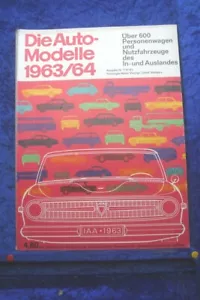 Die Auto-
Modelle
1963/64
Über 600
Personenwagen
und
Nutzfahrzeuge
des
In- und Auslandes
IAA-1963